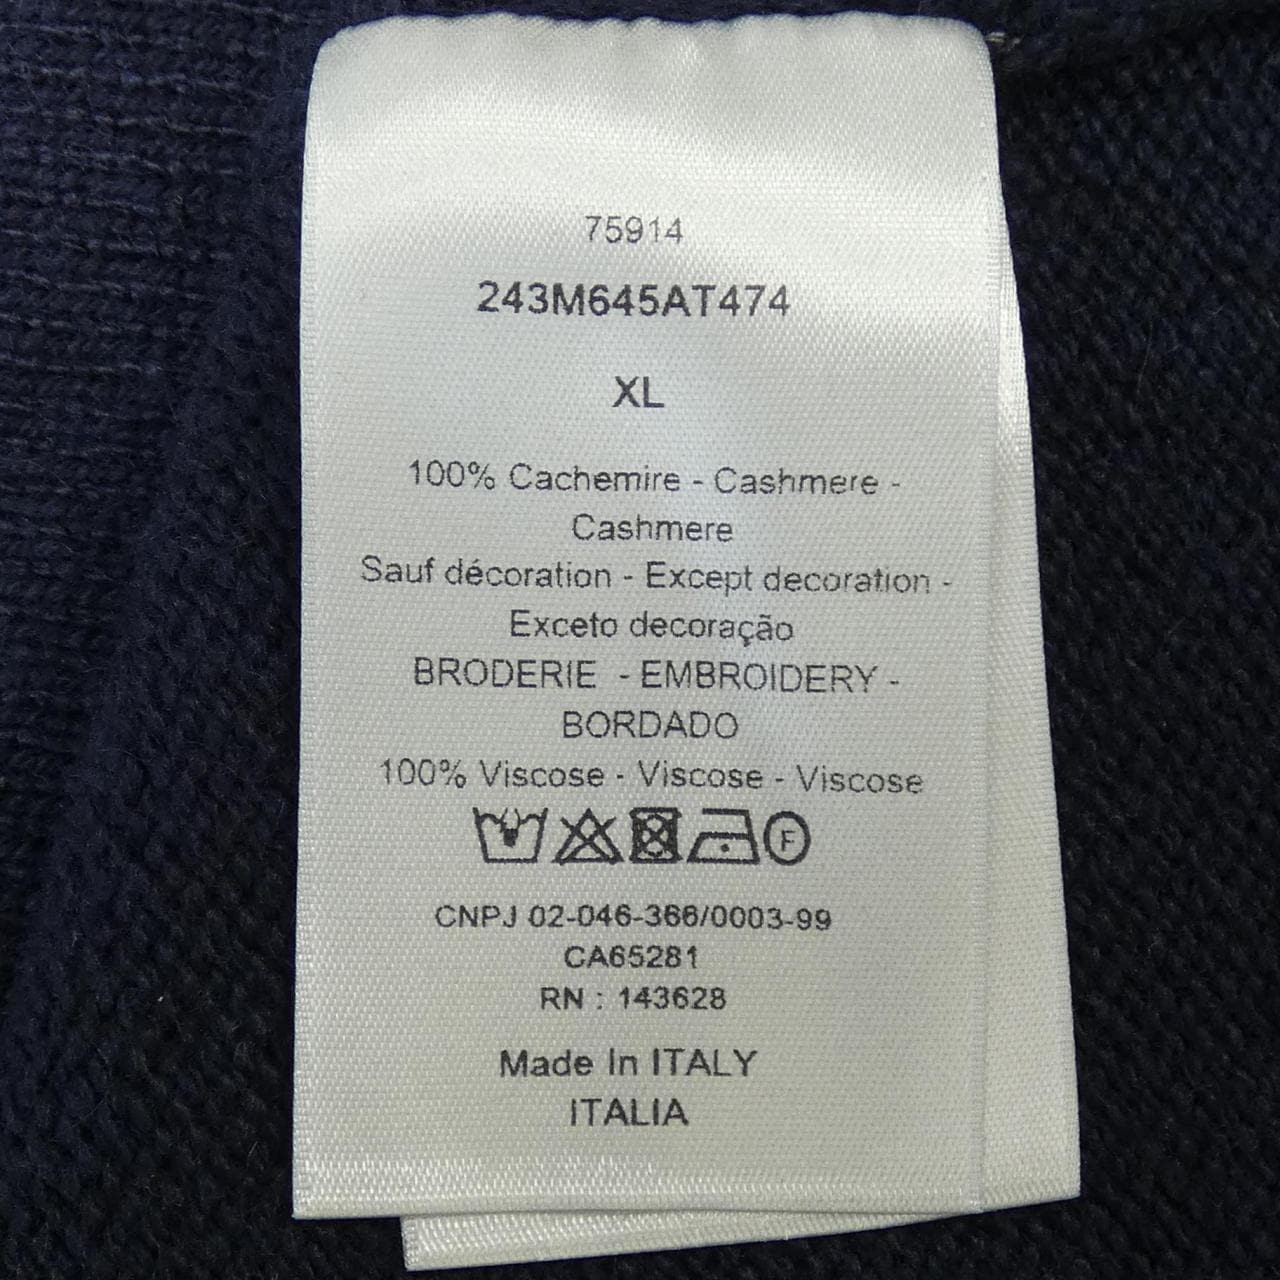 75914
243M645AT474
XL
100% Cachemire - Cashmere -
Cashmere
Sauf décoration - Except decoration -
Exceto decoração
BRODERIE - EMBROIDERY -
BORDADO
100% Viscose - Viscose - Viscose
F
CNPJ 02-046-366/0003-99
CA65281
RN : 143628
Made In ITALY
ITALIA